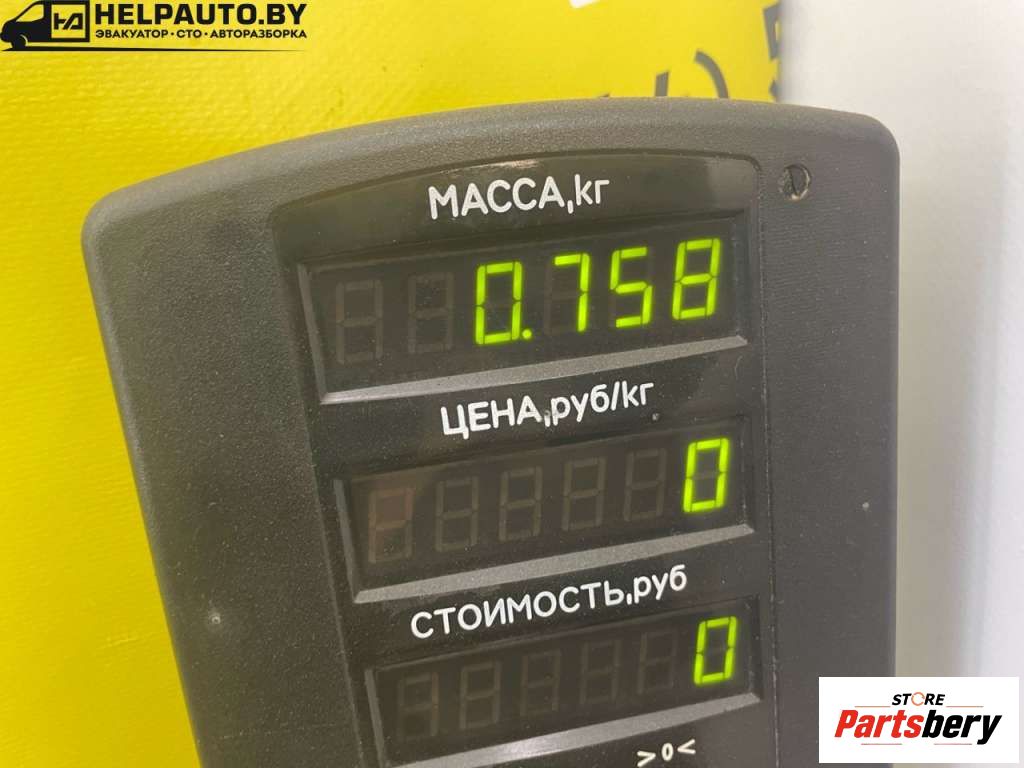 HELPAUTO.BY
ЭВАКУАТОР • СТО • АВТОРАЗБОРКА
МАССА,кг
0.758
ЦЕНА,руб/кг
0
СТОИМОСТЬ,руб
0
>0<
STORE
Partsbery